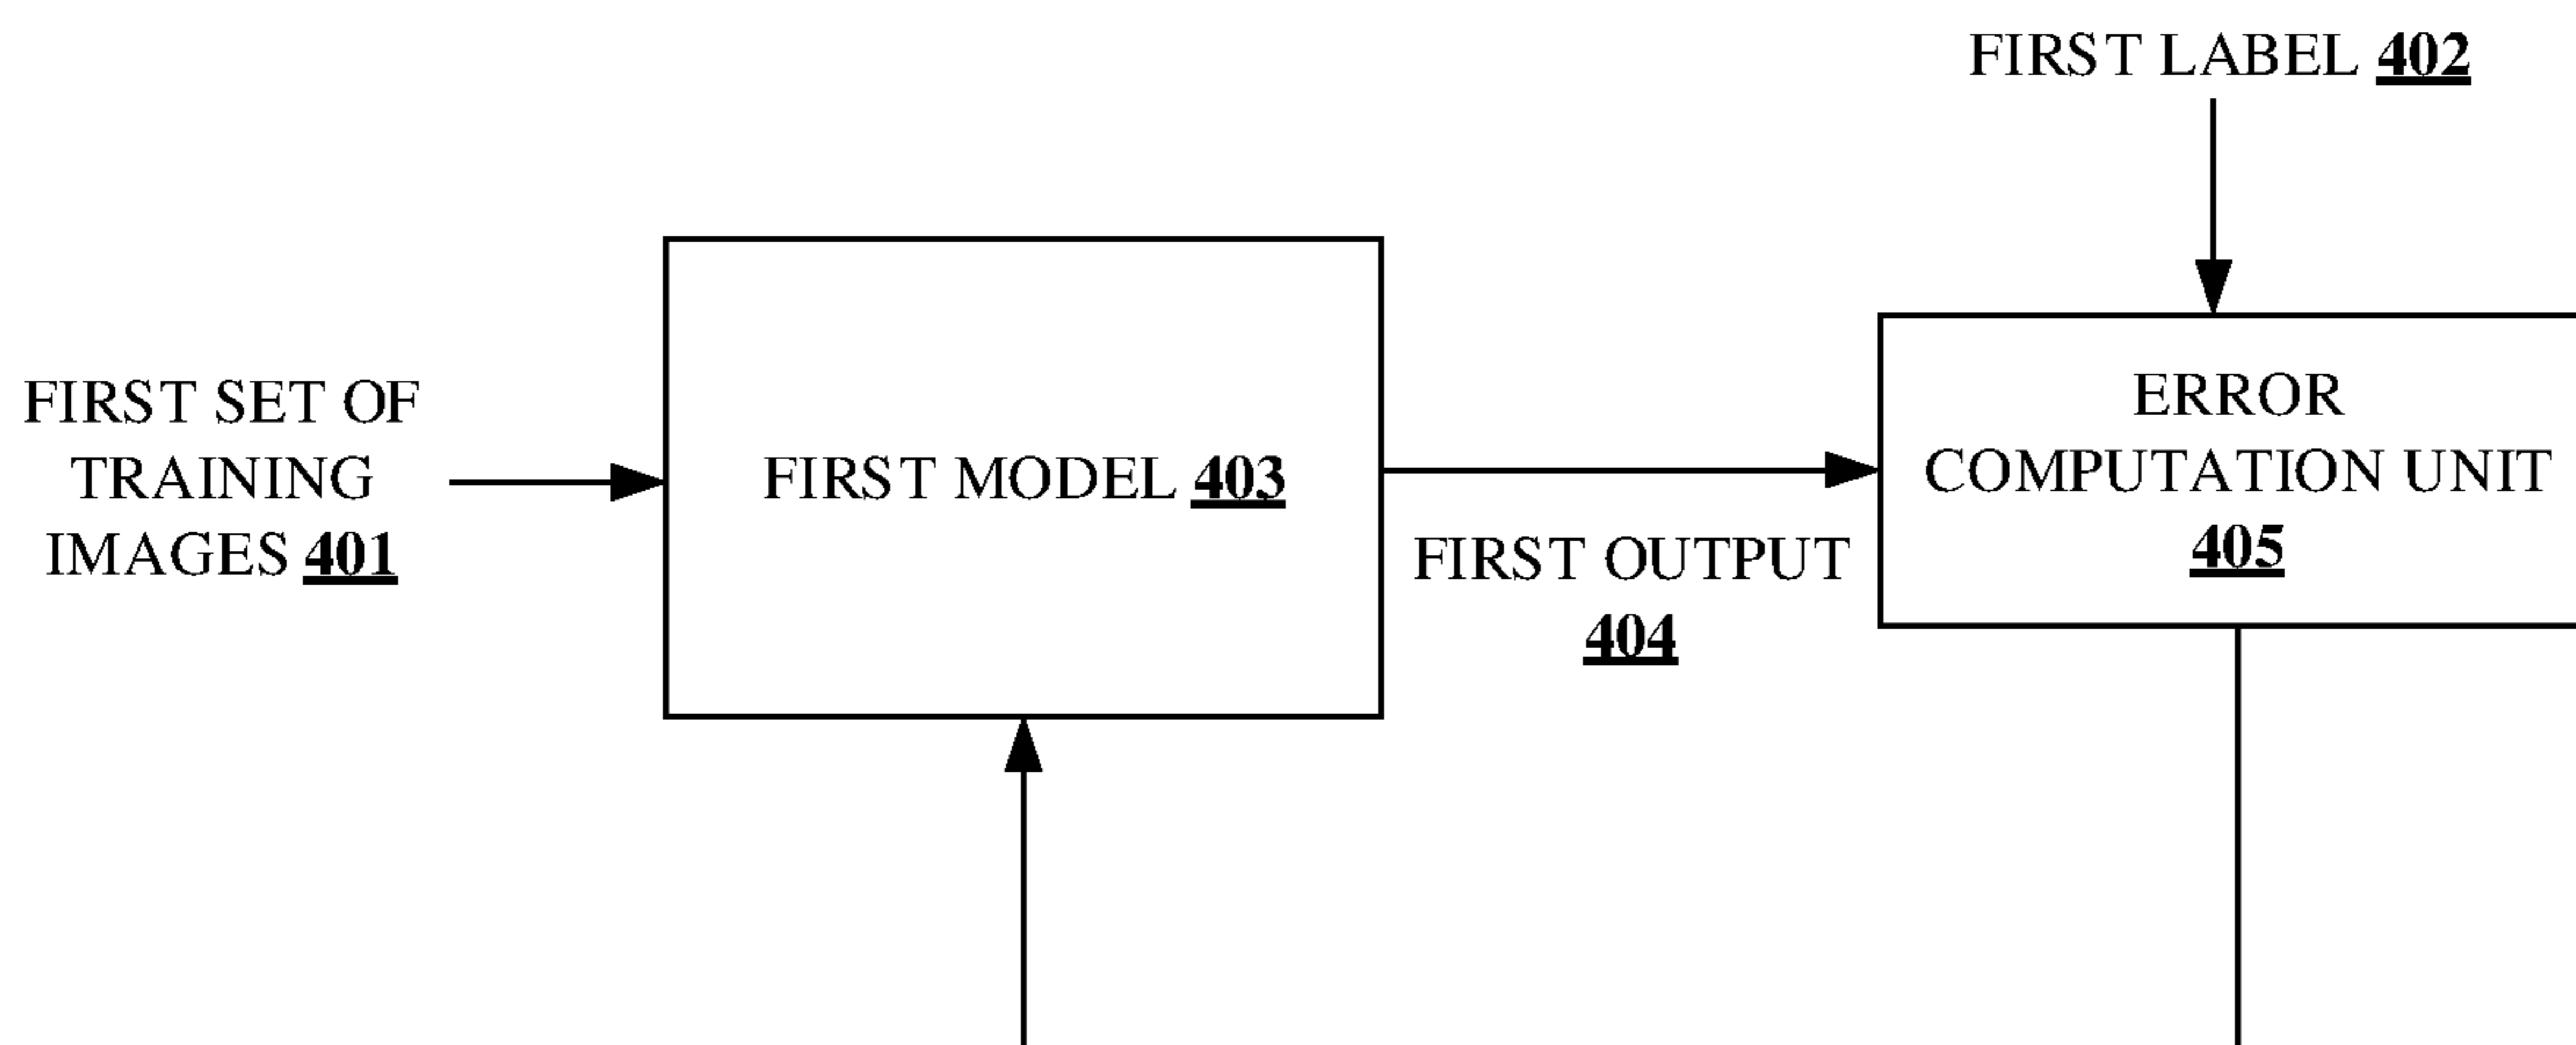 FIRST LABEL 402
FIRST SET OF
TRAINING
IMAGES 401
FIRST MODEL 403
FIRST OUTPUT
404
ERROR
COMPUTATION UNIT
405